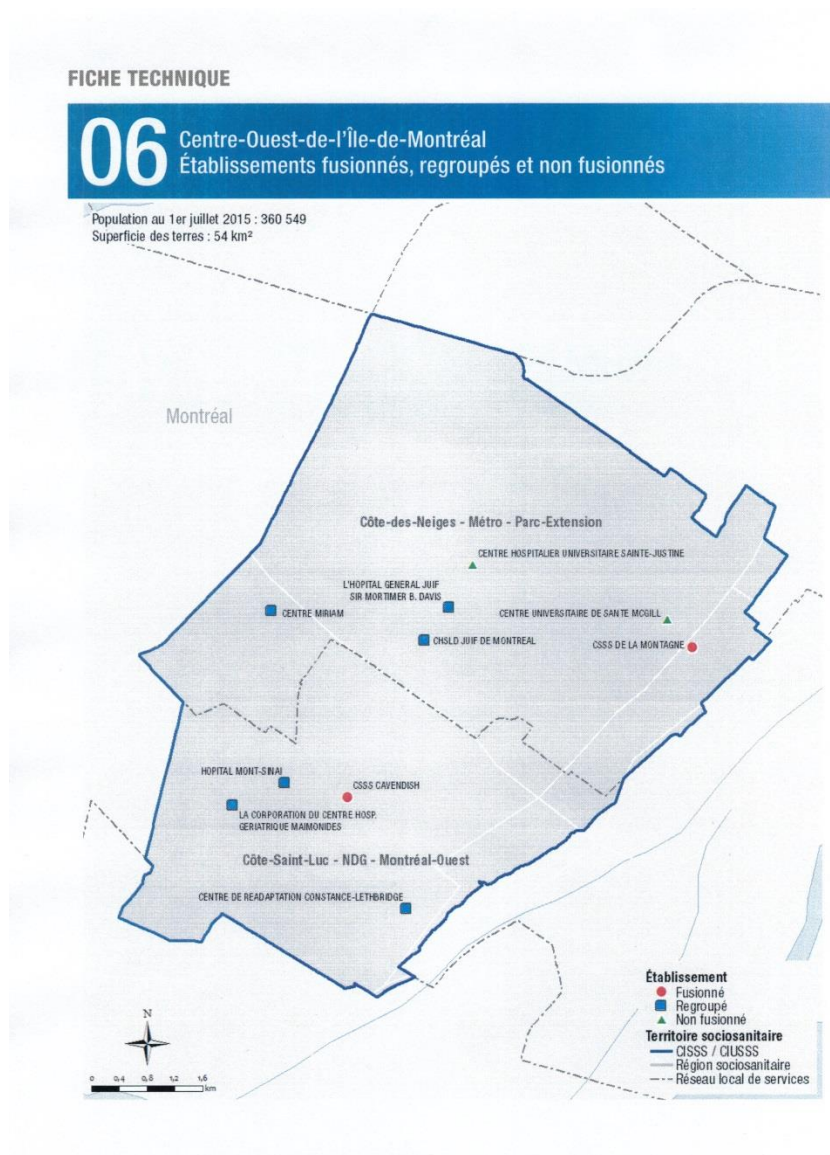 FICHE TECHNIQUE
06
Centre-Ouest-de-l'Île-de-Montréal
Établissements fusionnés, regroupés et non fusionnés
Population au 1er juillet 2015 : 360 549
Superficie des terres : 54 km²
Montréal
Côte-des-Neiges - Métro - Parc-Extension
CENTRE HOSPITALIER UNIVERSITAIRE SAINTE-JUSTINE
L'HOPITAL GENERAL JUIF
SIR MORTIMER B. DAVIS
CENTRE MIRIAM
CENTRE UNIVERSITAIRE DE SANTE MCGILL
CHSLD JUIF DE MONTREAL
CSSS DE LA MONTAGNE
HOPITAL MONT-SINAI
CSSS CAVENDISH
LA CORPORATION DU CENTRE HOSP.
GERIATRIQUE MAIMONIDES
Côte-Saint-Luc - NDG - Montréal-Ouest
CENTRE DE READAPTATION CONSTANCE-LETHBRIDGE
Établissement
Fusionné
Regroupé
Non fusionné
Territoire sociosanitaire
CISSS / CIUSSS
Région sociosanitaire
Réseau local de services
N
0 0,4 0,8 1,2 1,6
km